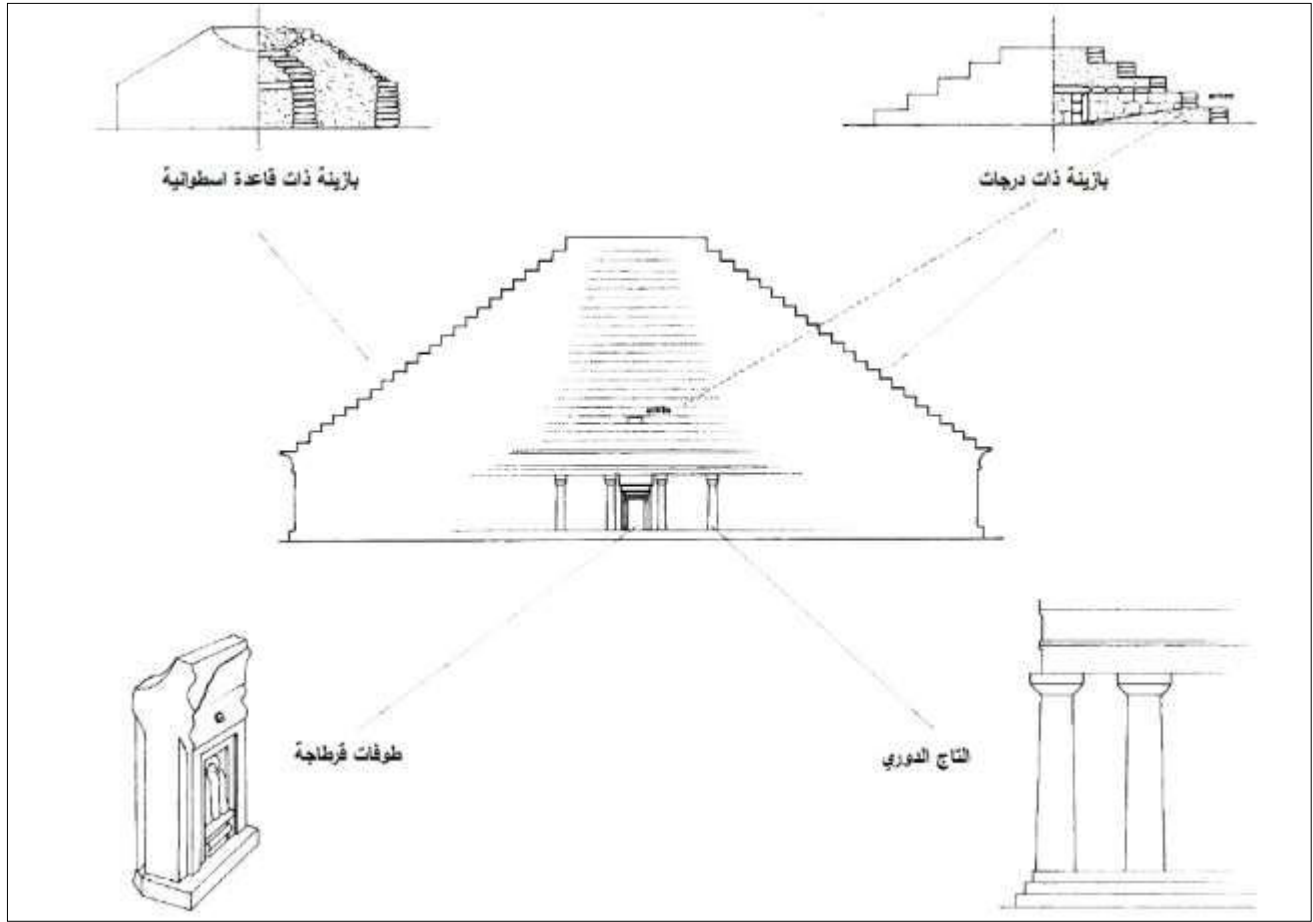 بازينة ذات درجات
بازينة ذات قاعدة اسطوانية
التاج الدوري
طوفات قرطاجة